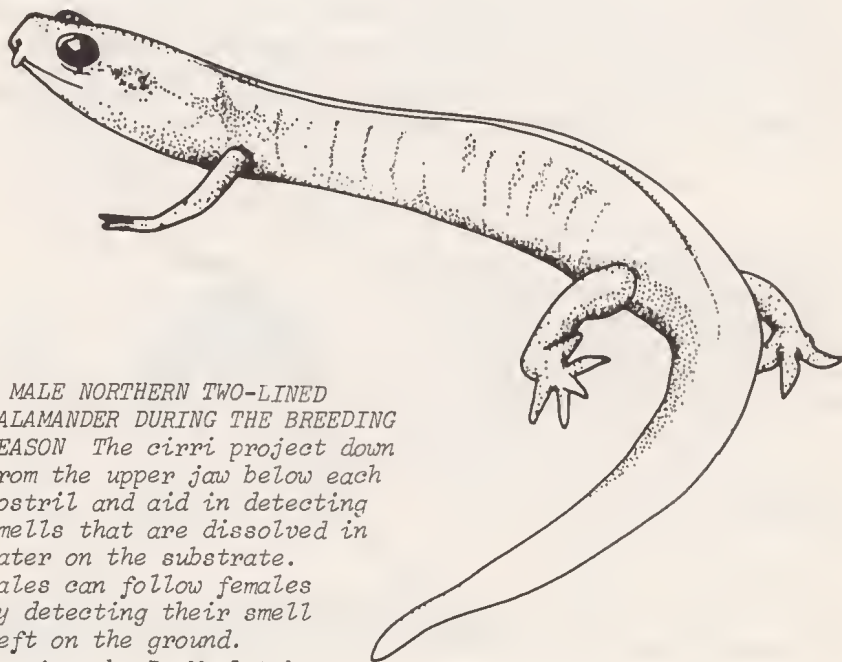 MALE NORTHERN TWO-LINED
ALAMANDER DURING THE BREEDING
EASON The cirri project down
rom the upper jaw below each
ostril and aid in detecting
mells that are dissolved in
ater on the substrate.
ales can follow females
y detecting their smell
eft on the ground.